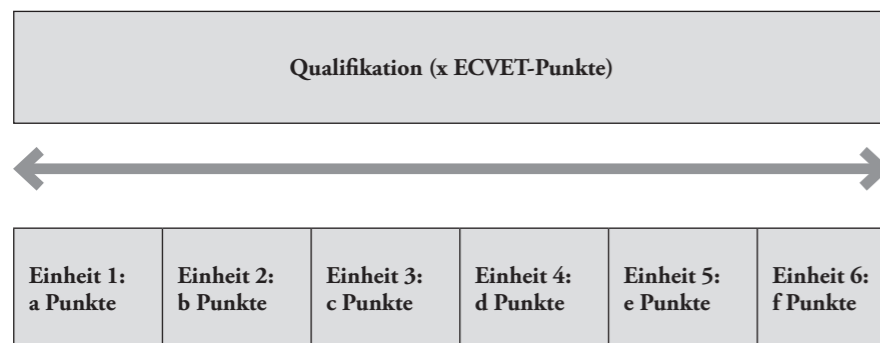 Qualifikation (x ECVET-Punkte)
Einheit 1:
a Punkte
Einheit 2:
b Punkte
Einheit 3:
c Punkte
Einheit 4:
d Punkte
Einheit 5:
e Punkte
Einheit 6:
f Punkte